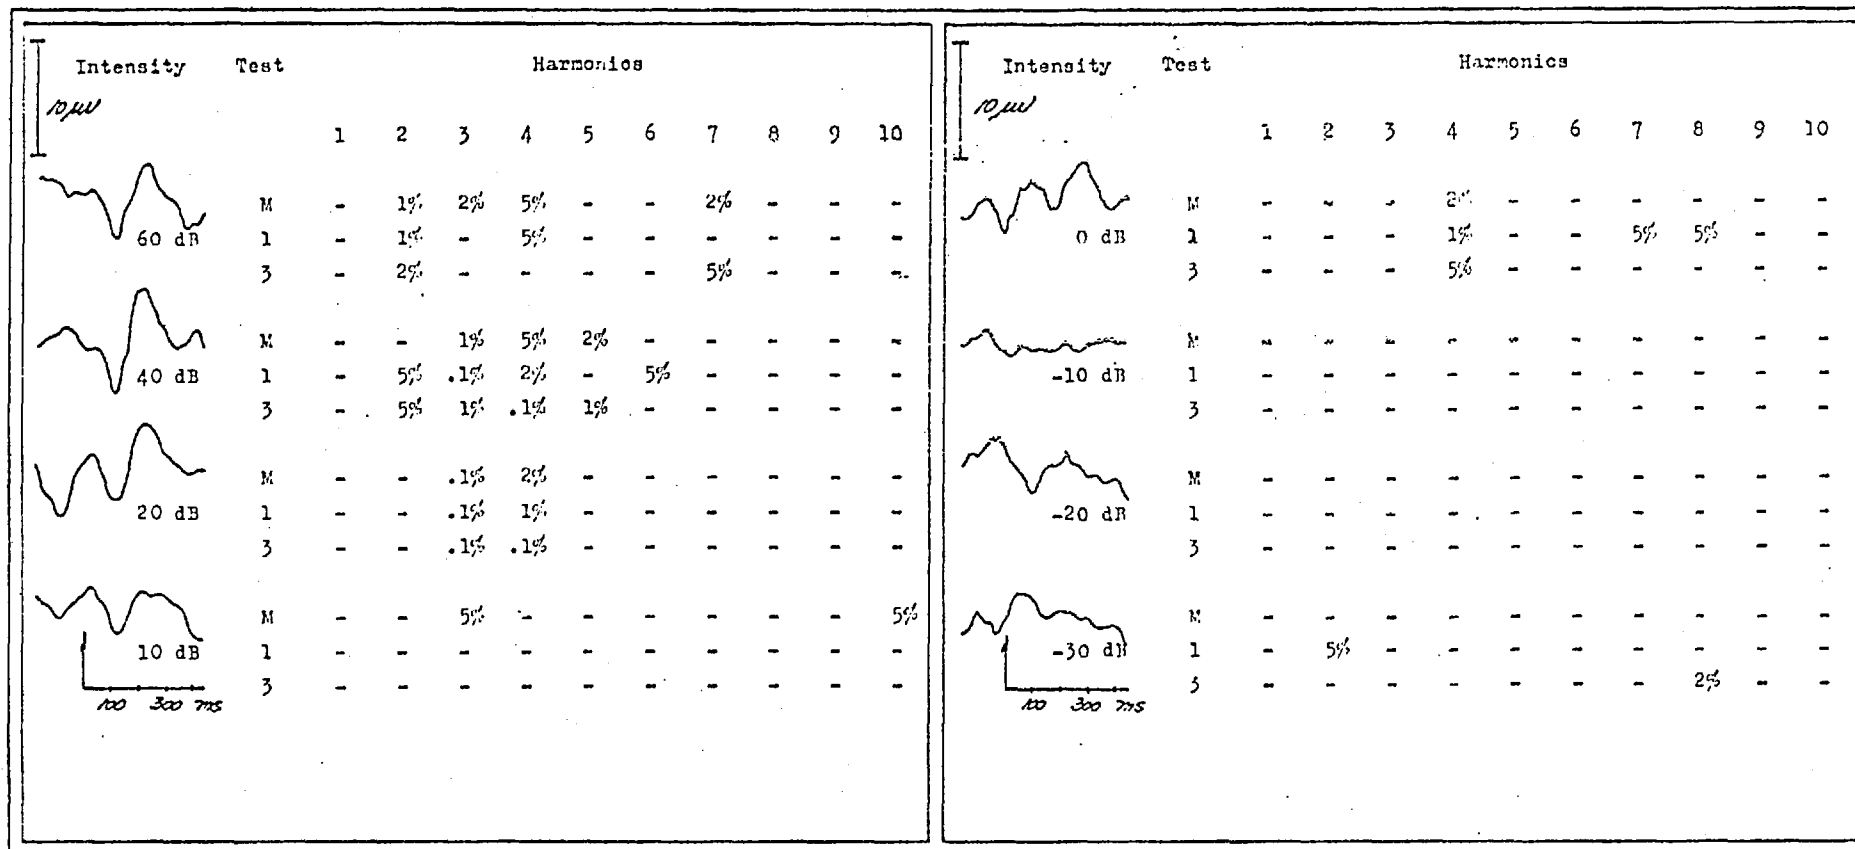 Intensity Test Harmonics
10 μv
1 2 3 4 5 6 7 8 9 10
M - 1% 2% 5% - - 2% - - -
60 dB 1 - 1% - 5% - - - - - -
3 - 2% - - - - 5% - - -
M - - 1% 5% 2% - - - - -
40 dB 1 - 5% .1% 2% - 5% - - - -
3 - 5% 1% .1% 1% - - - - -
M - - .1% 2% - - - - - -
20 dB 1 - - .1% 1% - - - - - -
3 - - .1% .1% - - - - - -
M - - 5% - - - - - - 5%
10 dB 1 - - - - - - - - - -
3 - - - - - - - - - -
100 300 ms
Intensity Test Harmonics
10 μv
1 2 3 4 5 6 7 8 9 10
M - - - 2% - - - - - -
0 dB 1 - - - 1% - - 5% 5% - -
3 - - - 5% - - - - - -
M - - - - - - - - - -
-10 dB 1 - - - - - - - - - -
3 - - - - - - - - - -
M - - - - - - - - - -
-20 dB 1 - - - - - - - - - -
3 - - - - - - - - - -
M - - - - - - - - - -
-30 dB 1 - 5% - - - - - - - -
3 - - - - - - - 2% - -
100 300 ms